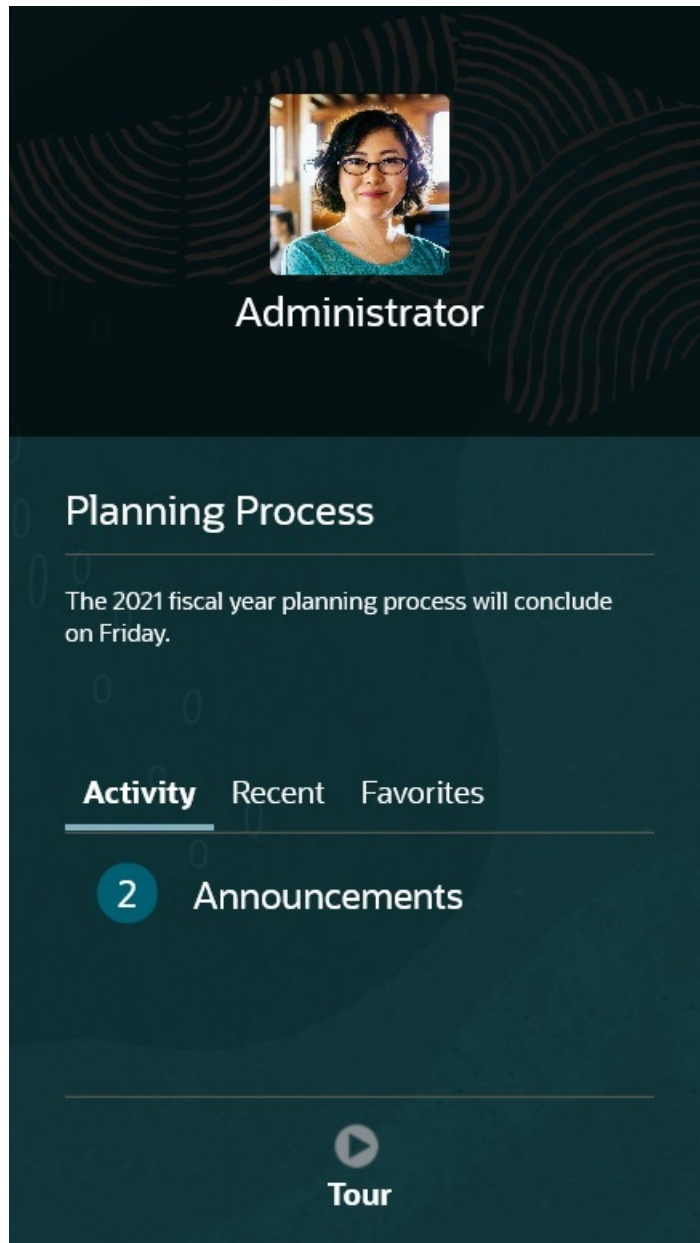 Administrator
Planning Process
The 2021 fiscal year planning process will conclude
on Friday.
Activity Recent Favorites
2 Announcements
Tour